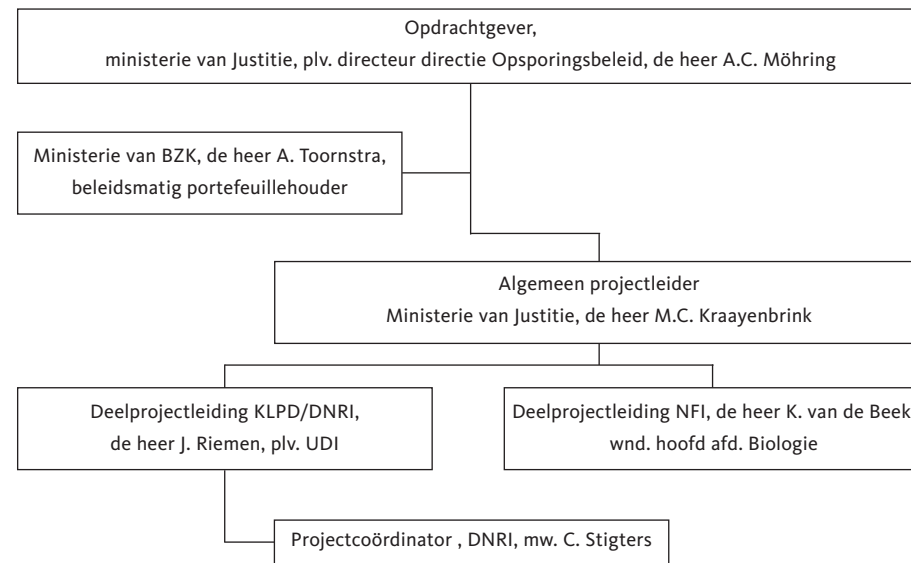 Opdrachtgever,
ministerie van Justitie, plv. directeur directie Opsporingsbeleid, de heer A.C. Möhring
Ministerie van BZK, de heer A. Toornstra,
beleidsmatig portefeuillehouder
Algemeen projectleider
Ministerie van Justitie, de heer M.C. Kraayenbrink
Deelprojectleiding KLPD/DNRI,
de heer J. Riemen, plv. UDI
Deelprojectleiding NFI, de heer K. van de Beek
wnd. hoofd afd. Biologie
Projectcoördinator , DNRI, mw. C. Stigters